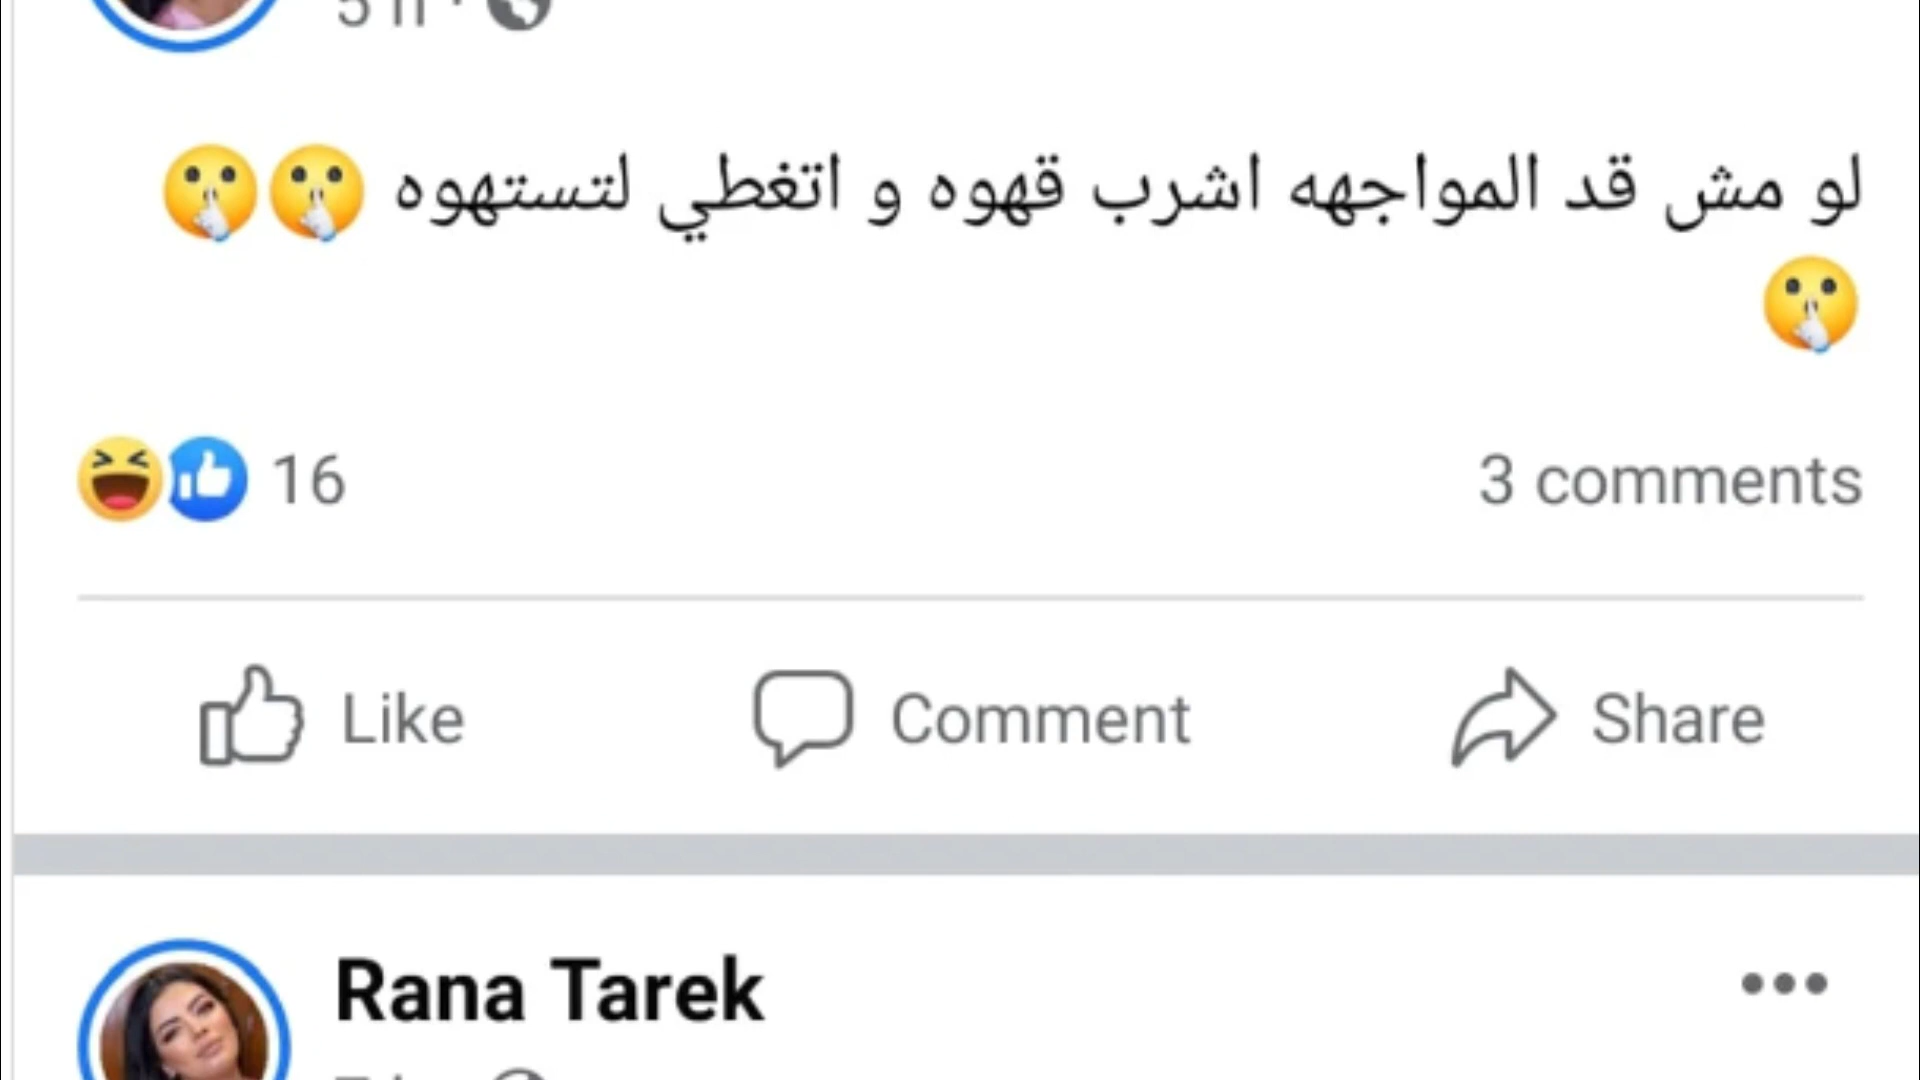 لو مش قد المواجهه اشرب قهوه و اتغطي لتستهوه 🤫🤫
🤫
16
3 comments
Like
Comment
Share
Rana Tarek